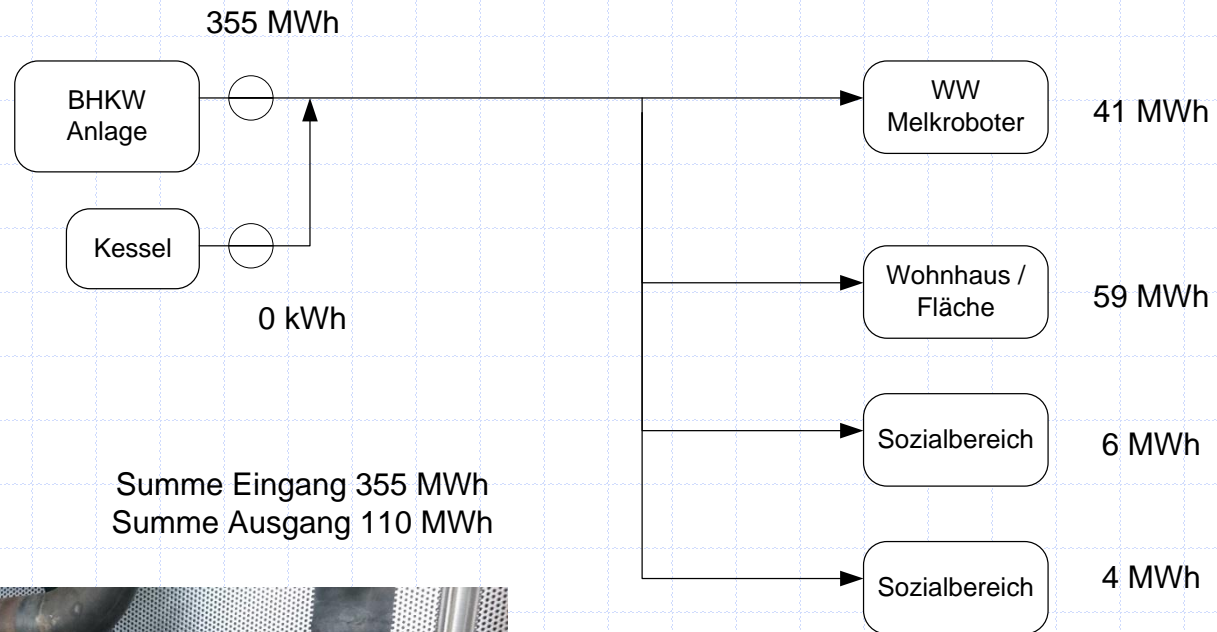 355 MWh
BHKW
Anlage
WW
Melkroboter
41 MWh
Kessel
0 kWh
Wohnhaus /
Fläche
59 MWh
Sozialbereich
6 MWh
Summe Eingang 355 MWh
Summe Ausgang 110 MWh
Sozialbereich
4 MWh